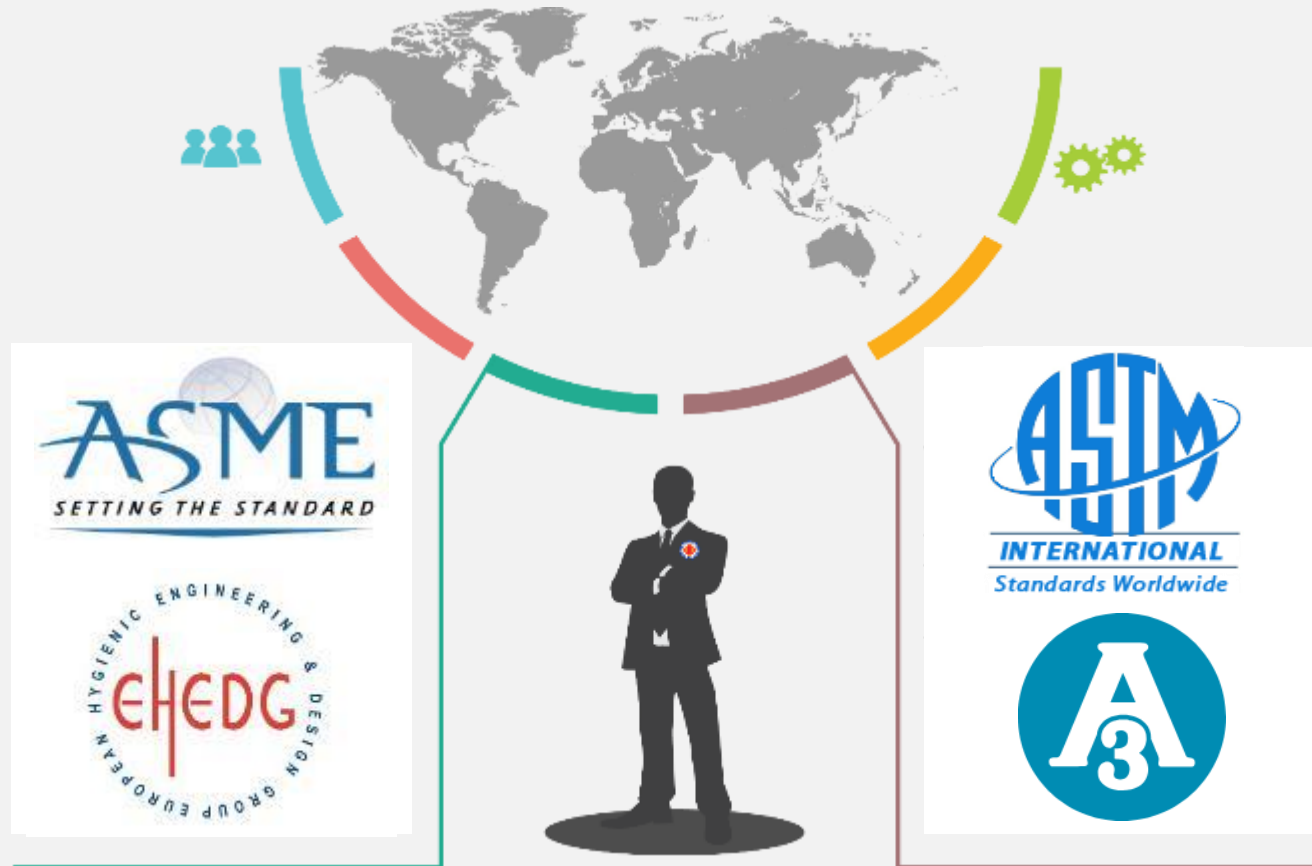 ASME
SETTING THE STANDARD
EHEDG
EUROPEAN HYGIENIC ENGINEERING & DESIGN GROUP
ASTM
INTERNATIONAL
Standards Worldwide
A
3